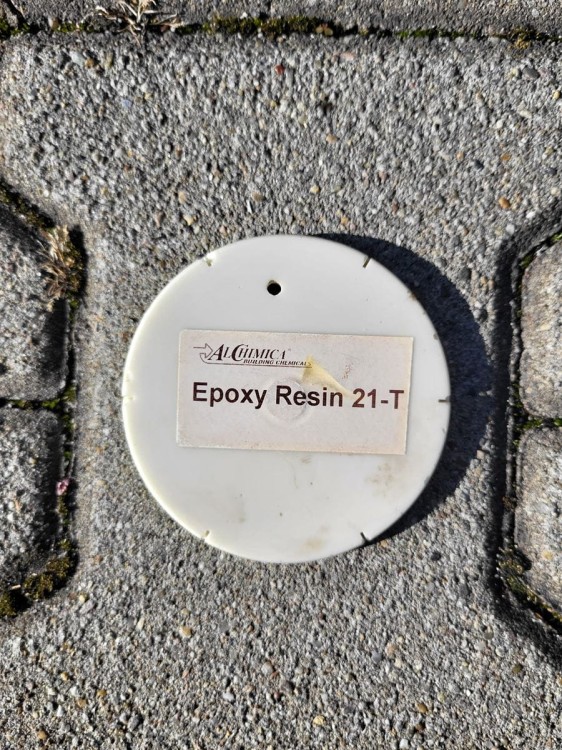 ALCHIMICA
BUILDING CHEMICALS
Epoxy Resin 21-T